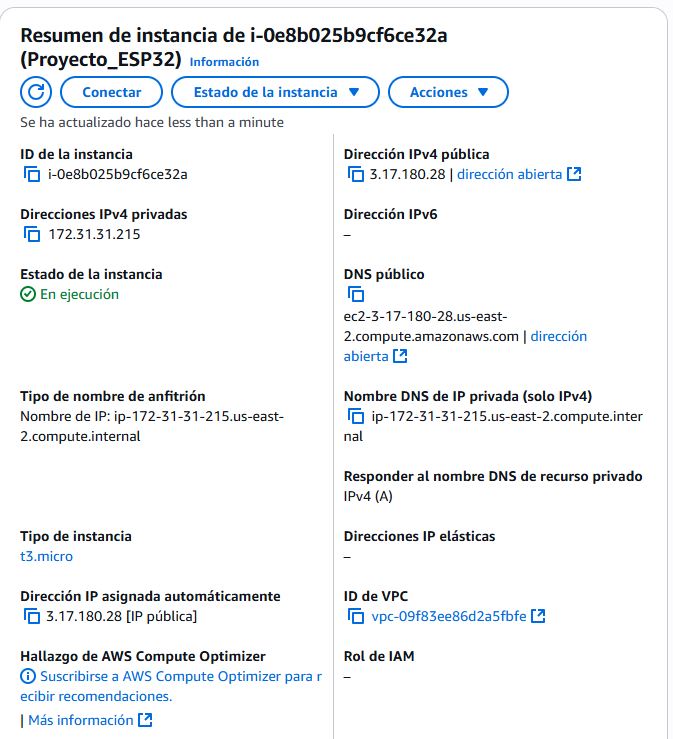 Resumen de instancia de i-0e8b025b9cf6ce32a
(Proyecto_ESP32) Información
Conectar
Estado de la instancia
Acciones
Se ha actualizado hace less than a minute
ID de la instancia
i-0e8b025b9cf6ce32a
Dirección IPv4 pública
3.17.180.28 | dirección abierta
Direcciones IPv4 privadas
172.31.31.215
Dirección IPv6
–
Estado de la instancia
En ejecución
DNS público
ec2-3-17-180-28.us-east-
2.compute.amazonaws.com | dirección
abierta
Tipo de nombre de anfitrión
Nombre de IP: ip-172-31-31-215.us-east-
2.compute.internal
Nombre DNS de IP privada (solo IPv4)
ip-172-31-31-215.us-east-2.compute.inter
nal
Responder al nombre DNS de recurso privado
IPv4 (A)
Tipo de instancia
t3.micro
Direcciones IP elásticas
–
Dirección IP asignada automáticamente
3.17.180.28 [IP pública]
ID de VPC
vpc-09f83ee86d2a5fbfe
Hallazgo de AWS Compute Optimizer
Suscribirse a AWS Compute Optimizer para r
ecibir recomendaciones.
| Más información
Rol de IAM
–